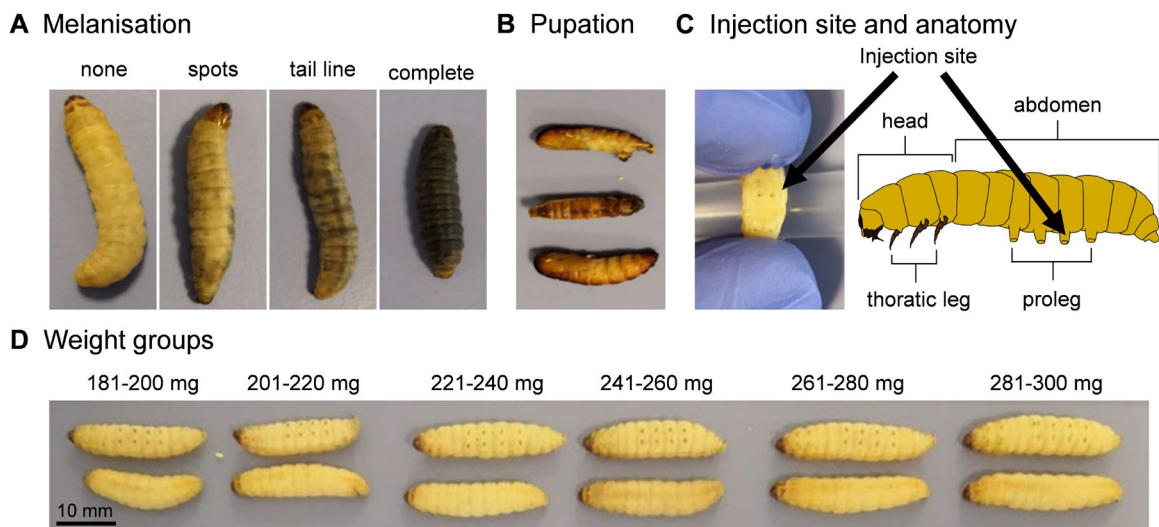 A Melanisation
none
spots
tail line
complete
B Pupation
C Injection site and anatomy
Injection site
head
abdomen
thoratic leg
proleg
D Weight groups
181-200 mg
201-220 mg
221-240 mg
241-260 mg
261-280 mg
281-300 mg
10 mm